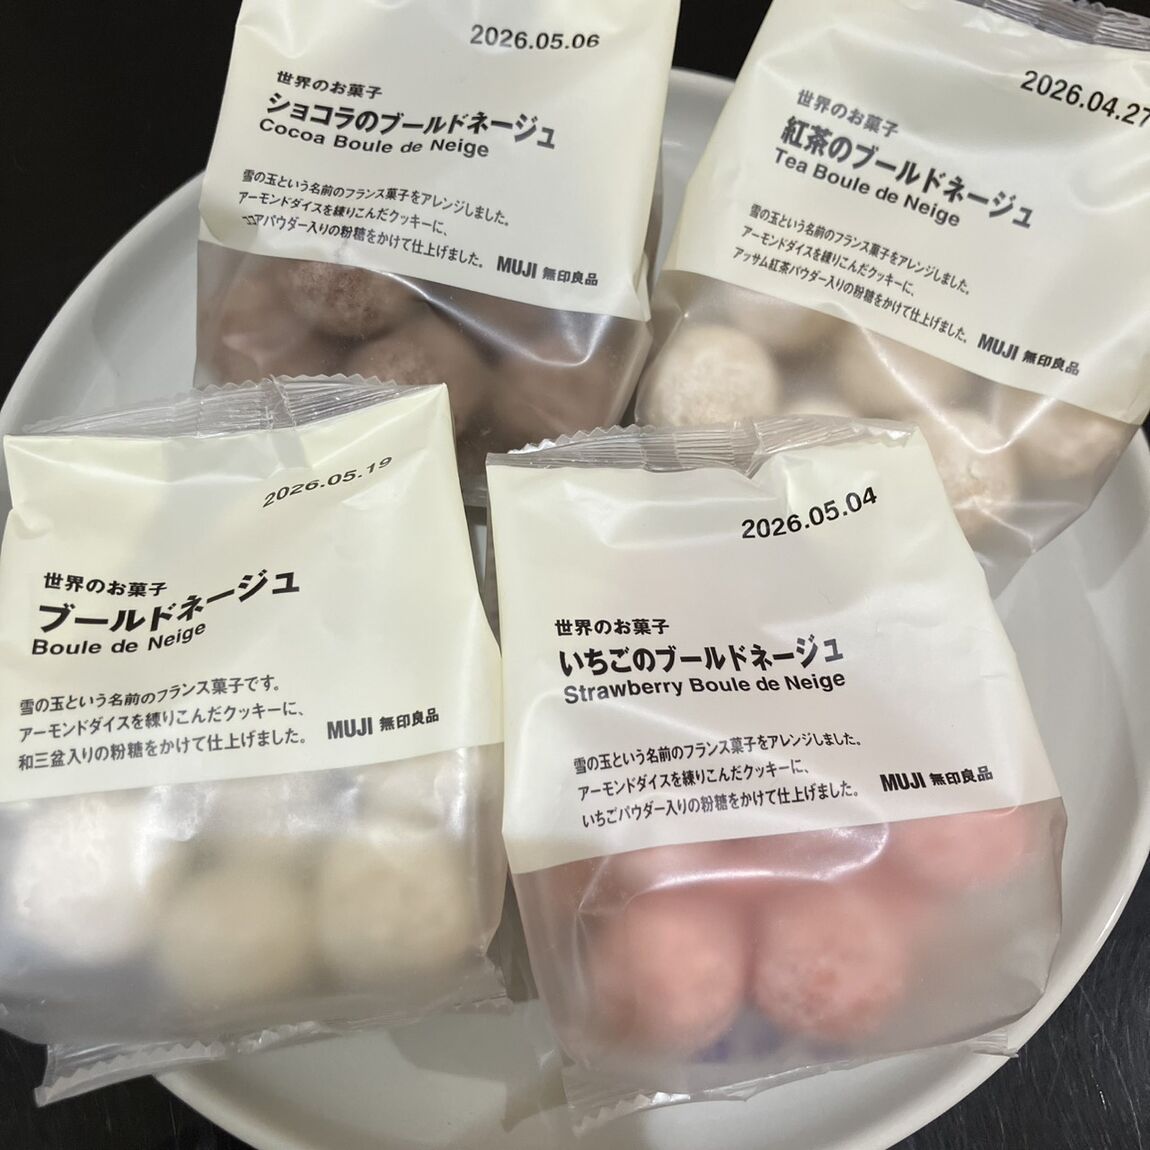 2026.05.06
世界のお菓子
ショコラのブールドネージュ
Cocoa Boule de Neige
雪の玉という名前のフランス菓子をアレンジしました。
アーモンドダイスを練りこんだクッキーに、
ココアパウダー入りの粉糖をかけて仕上げました。
MUJI 無印良品
2026.04.27
世界のお菓子
紅茶のブールドネージュ
Tea Boule de Neige
雪の玉という名前のフランス菓子をアレンジしました。
アーモンドダイスを練りこんだクッキーに、
アッサム紅茶パウダー入りの粉糖をかけて仕上げました。
MUJI 無印良品
2026.05.19
世界のお菓子
ブールドネージュ
Boule de Neige
雪の玉という名前のフランス菓子です。
アーモンドダイスを練りこんだクッキーに、
和三盆入りの粉糖をかけて仕上げました。
MUJI 無印良品
2026.05.04
世界のお菓子
いちごのブールドネージュ
Strawberry Boule de Neige
雪の玉という名前のフランス菓子をアレンジしました。
アーモンドダイスを練りこんだクッキーに、
いちごパウダー入りの粉糖をかけて仕上げました。
MUJI 無印良品